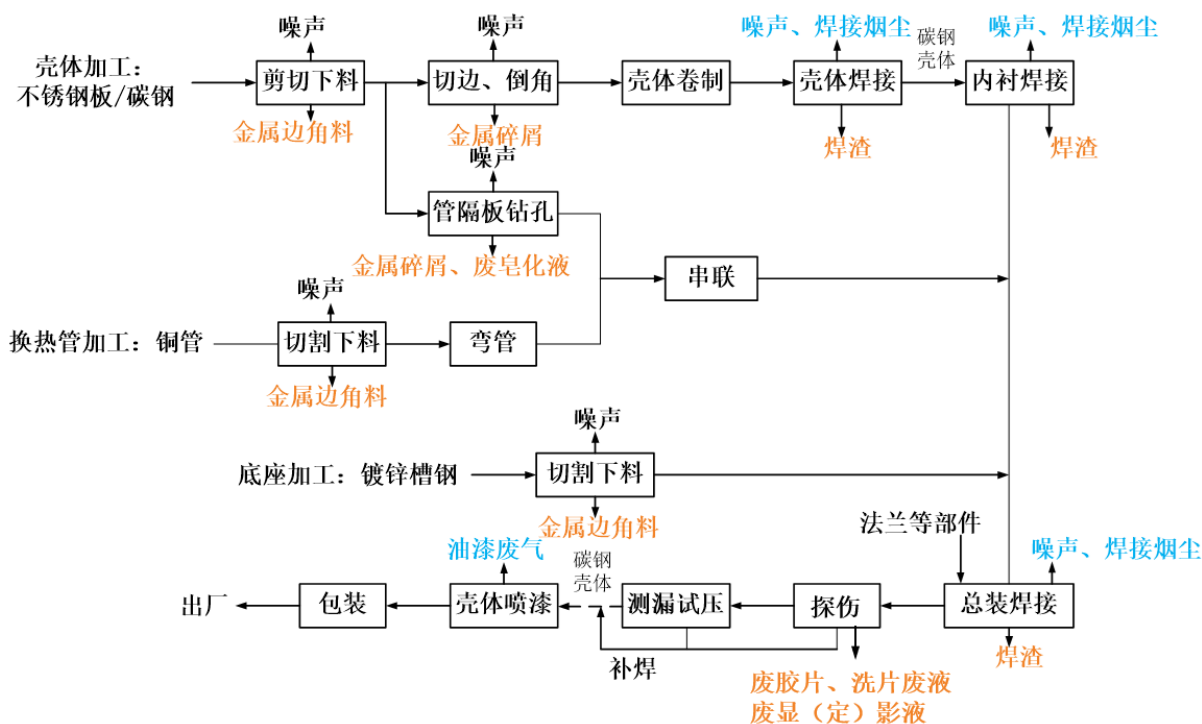 噪声
噪声
噪声、焊接烟尘
噪声、焊接烟尘
壳体加工：
不锈钢板/碳钢
剪切下料
切边、倒角
壳体卷制
壳体焊接
碳钢
壳体
内衬焊接
金属边角料
金属碎屑
焊渣
焊渣
噪声
管隔板钻孔
金属碎屑、废皂化液
串联
噪声
换热管加工：铜管
切割下料
弯管
金属边角料
噪声
底座加工：镀锌槽钢
切割下料
金属边角料
法兰等部件
油漆废气
碳钢
壳体
噪声、焊接烟尘
出厂
包装
壳体喷漆
测漏试压
探伤
总装焊接
补焊
焊渣
废胶片、洗片废液
废显（定）影液